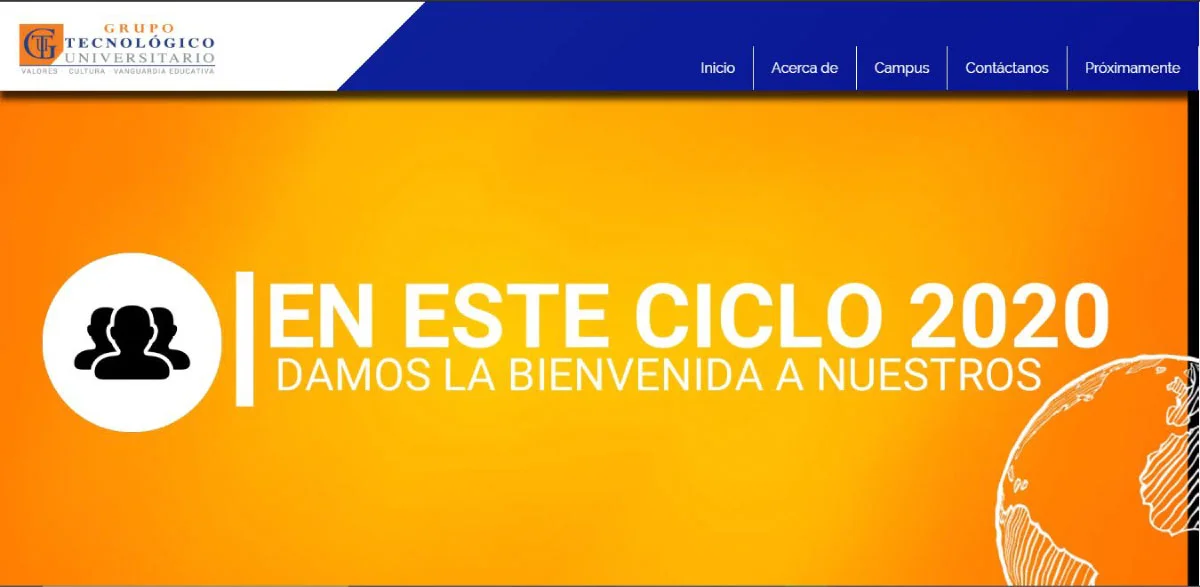 GRUPO
TECNOLÓGICO
UNIVERSITARIO
VALORES · CULTURA · VANGUARDIA EDUCATIVA
Inicio
Acerca de
Campus
Contáctanos
Próximamente
EN ESTE CICLO 2020
DAMOS LA BIENVENIDA A NUESTROS